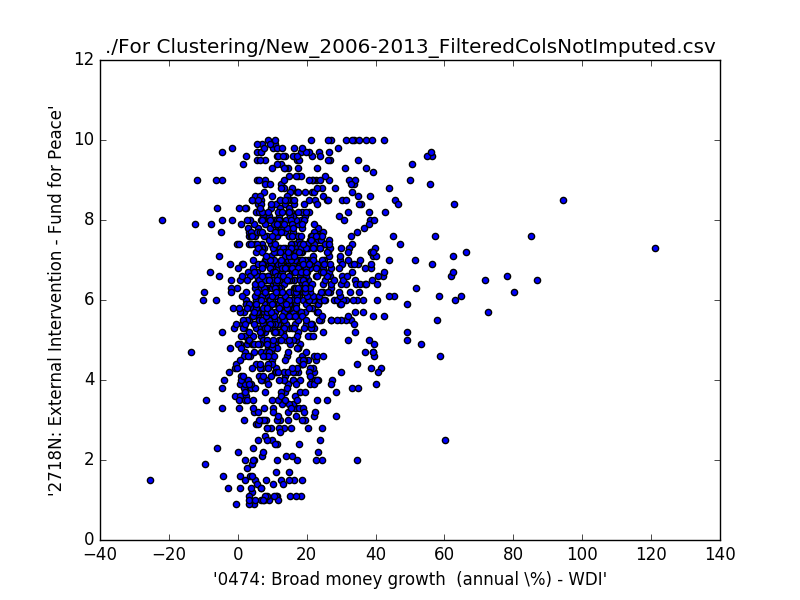 ./For Clustering/New_2006-2013_FilteredColsNotImputed.csv
12
10
8
6
4
2
0
'2718N: External Intervention - Fund for Peace'
−40 −20 0 20 40 60 80 100 120 140
'0474: Broad money growth  (annual \%) - WDI'